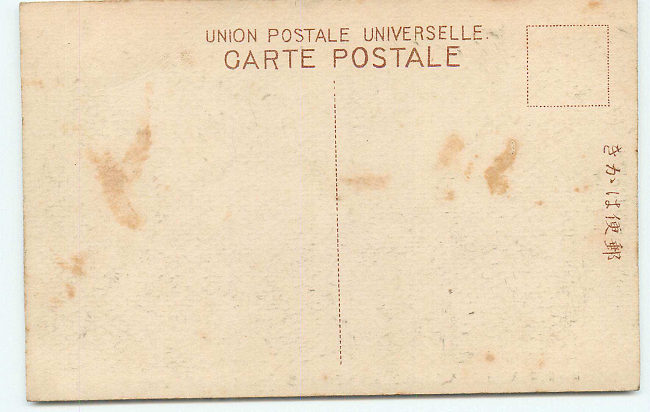 UNION POSTALE UNIVERSELLE.
CARTE POSTALE
郵便はかき